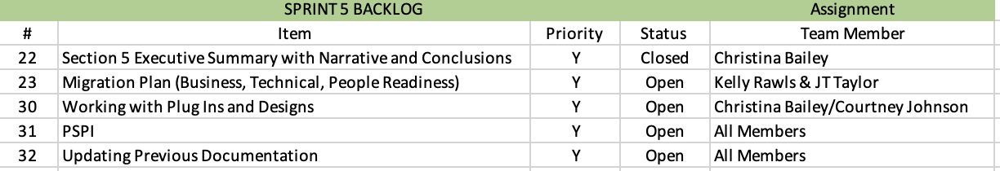 SPRINT 5 BACKLOG Assignment
# Item Priority Status Team Member
22 Section 5 Executive Summary with Narrative and Conclusions Y Closed Christina Bailey
23 Migration Plan (Business, Technical, People Readiness) Y Open Kelly Rawls & JT Taylor
30 Working with Plug Ins and Designs Y Open Christina Bailey/Courtney Johnson
31 PSPI Y Open All Members
32 Updating Previous Documentation Y Open All Members